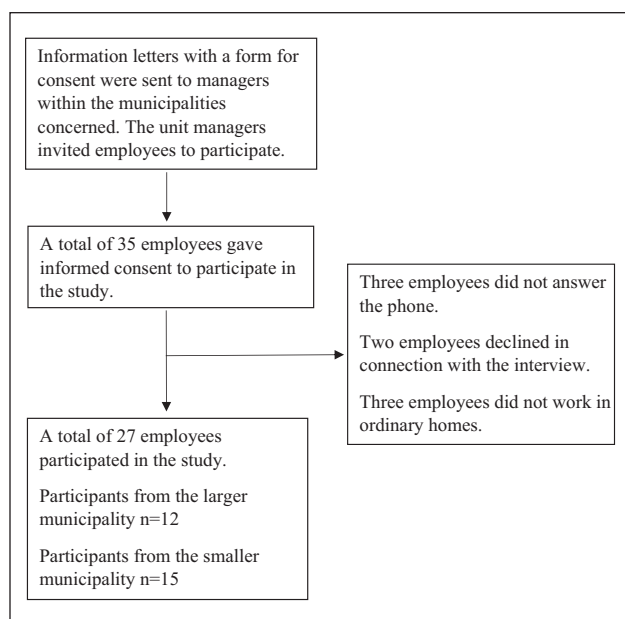 Information letters with a form for
consent were sent to managers
within the municipalities
concerned. The unit managers
invited employees to participate.
A total of 35 employees gave
informed consent to participate in
the study.
Three employees did not answer
the phone.
Two employees declined in
connection with the interview.
Three employees did not work in
ordinary homes.
A total of 27 employees
participated in the study.
Participants from the larger
municipality n=12
Participants from the smaller
municipality n=15